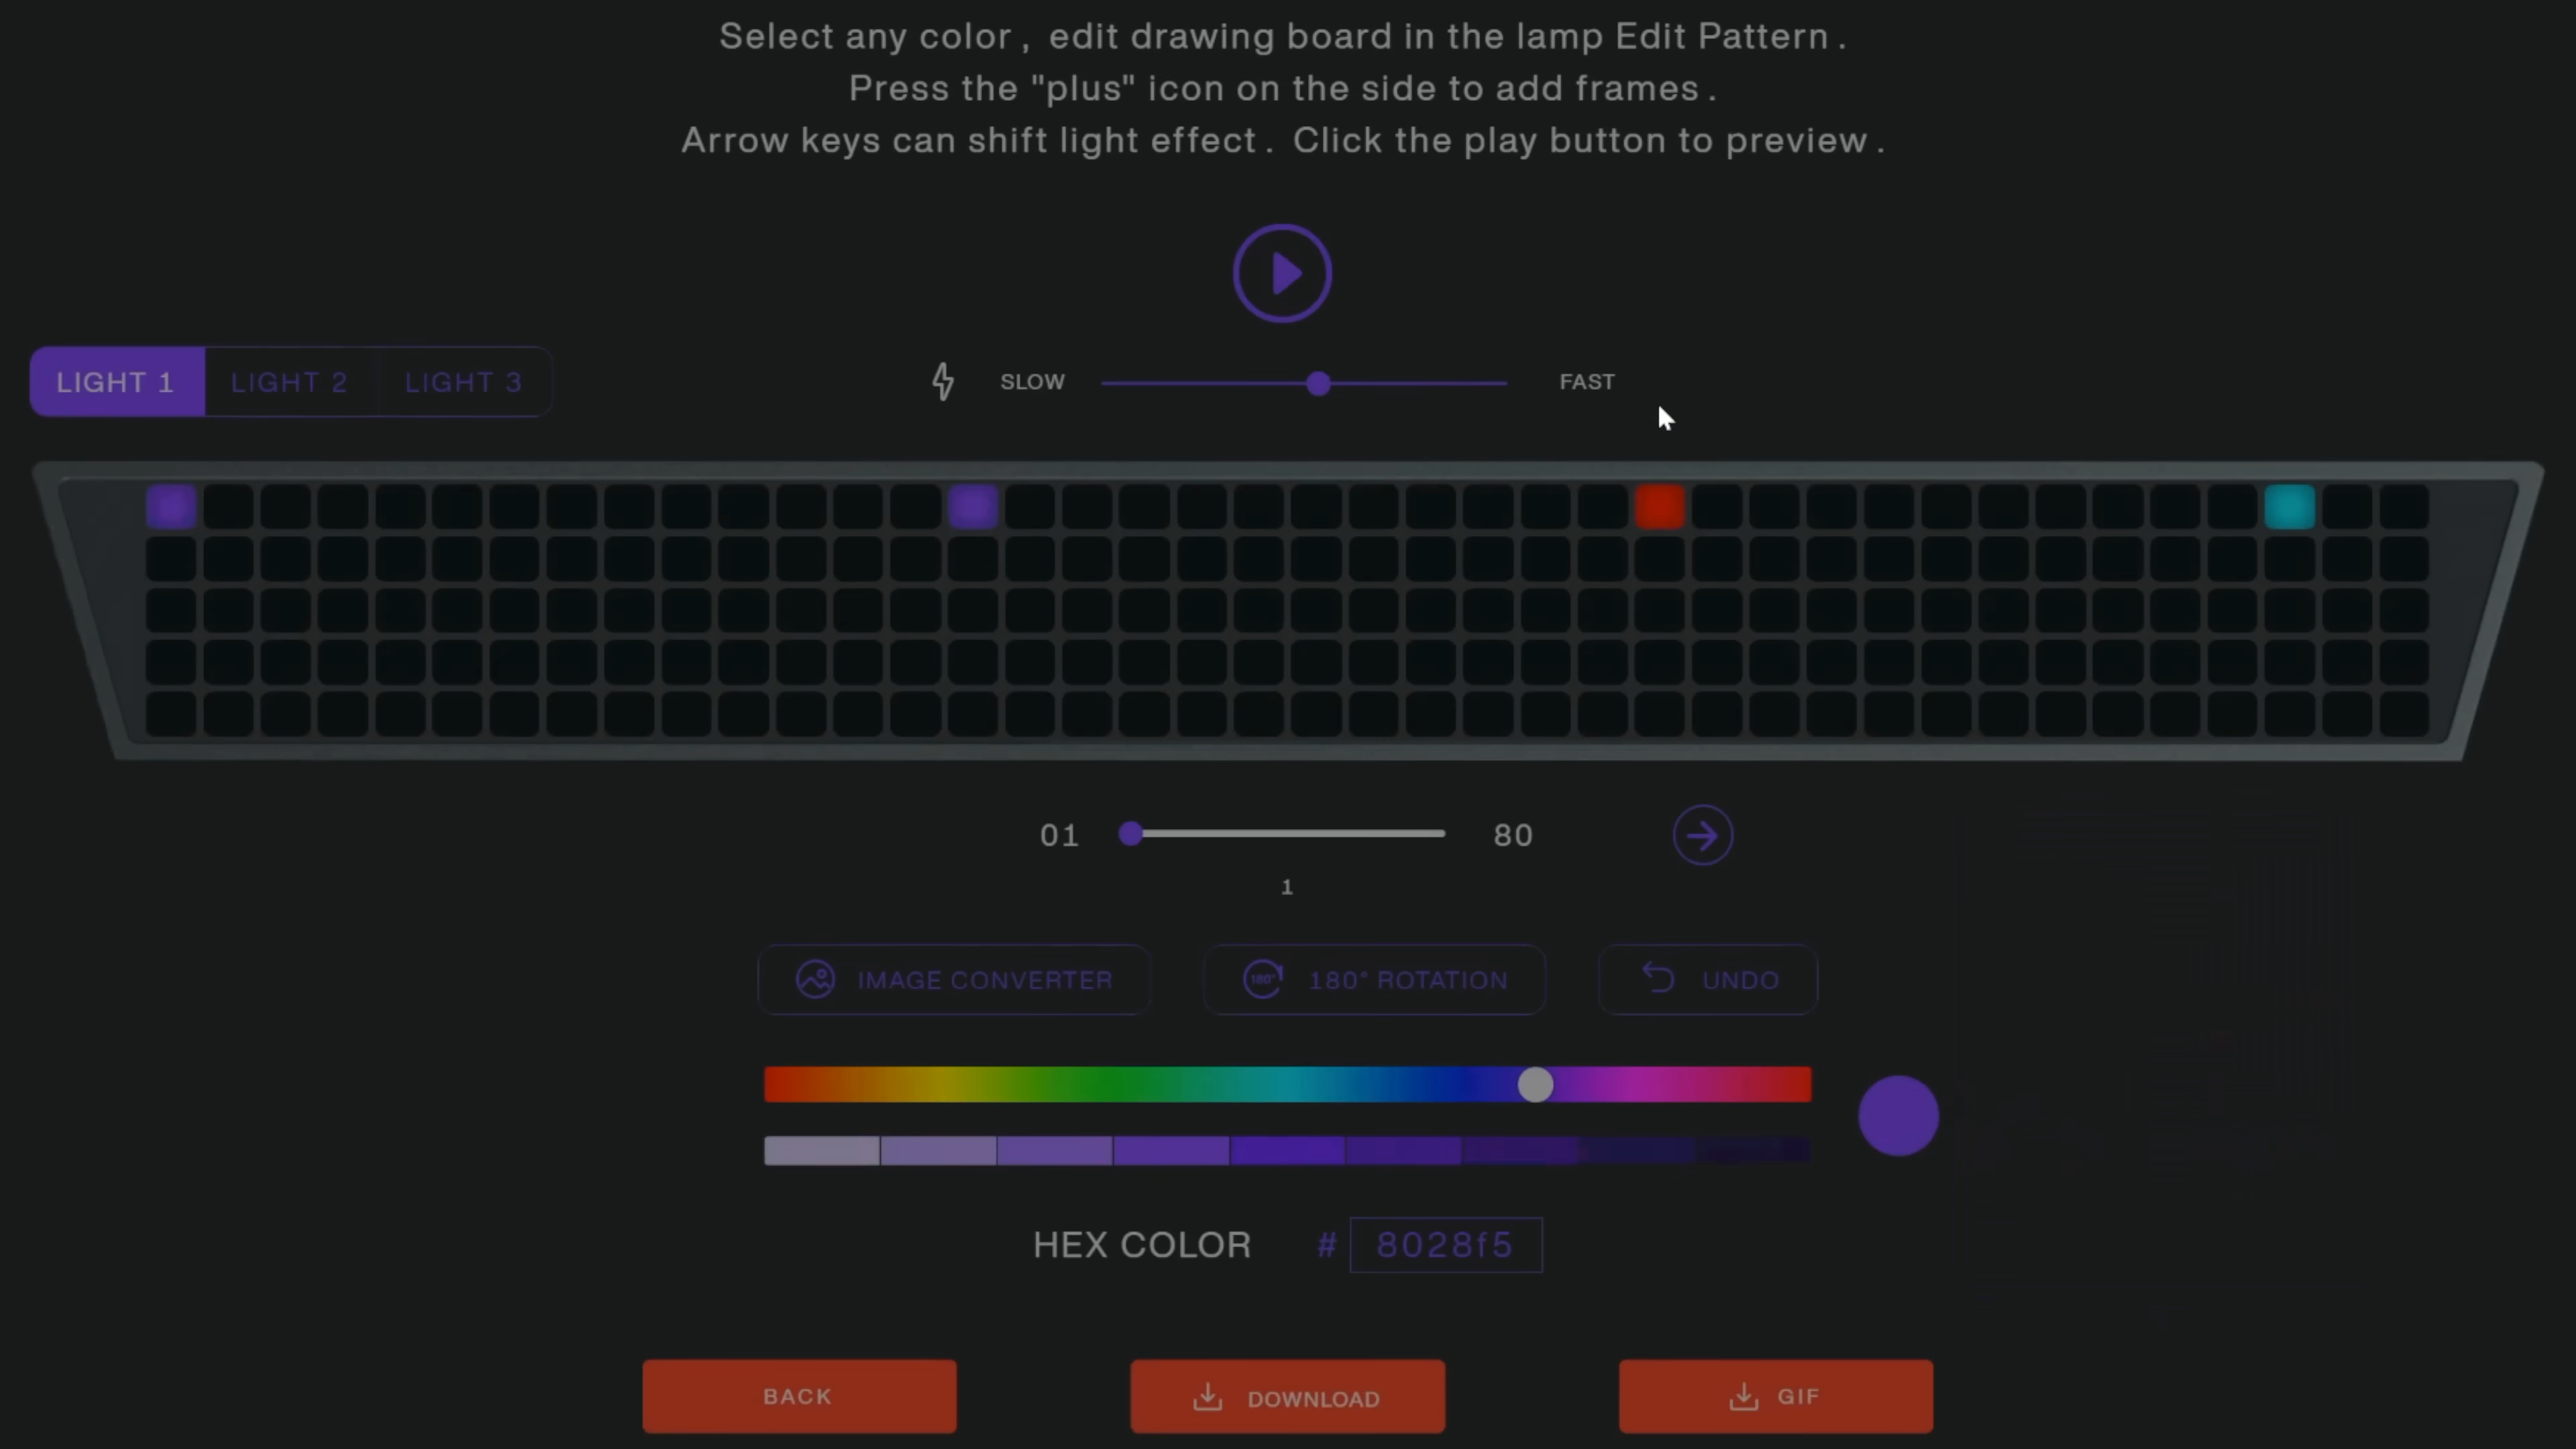 Select any color, edit drawing board in the lamp Edit Pattern.
Press the "plus" icon on the side to add frames.
Arrow keys can shift light effect. Click the play button to preview.
LIGHT 1 LIGHT 2 LIGHT 3
SLOW FAST
01 80
1
IMAGE CONVERTER 180° 180° ROTATION UNDO
HEX COLOR # 8028f5
BACK DOWNLOAD GIF